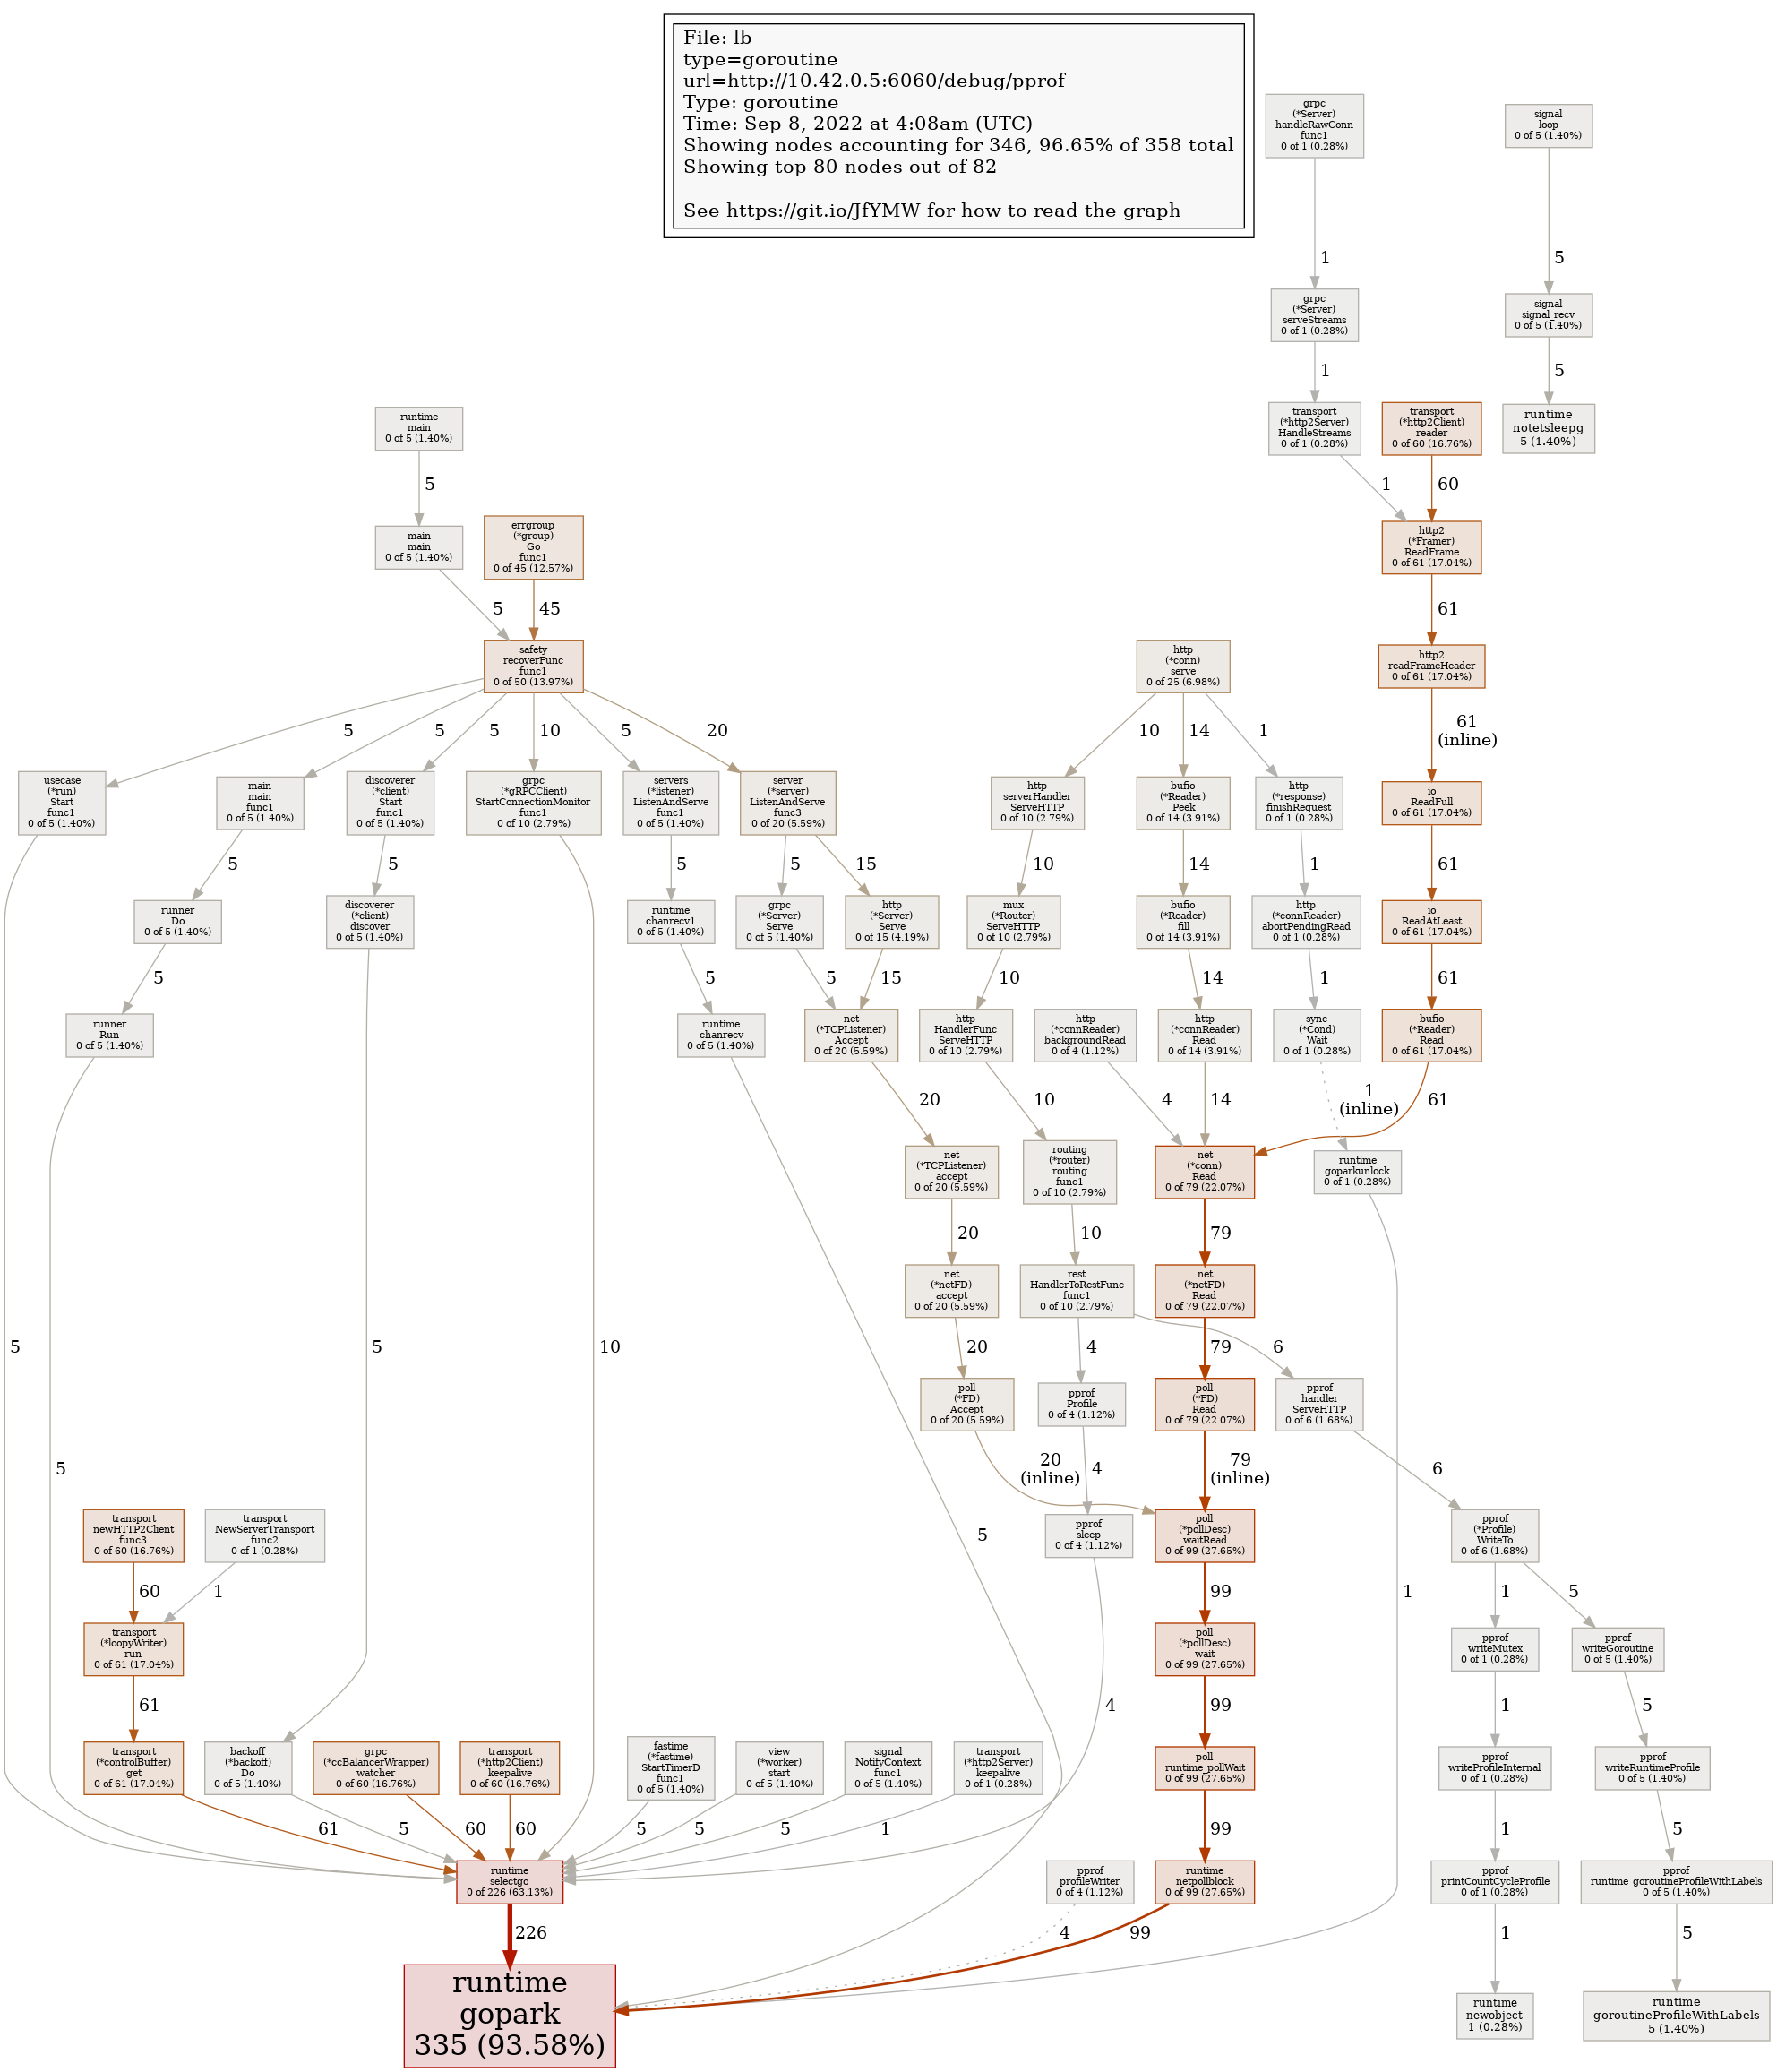 File: lb
type=goroutine
url=http://10.42.0.5:6060/debug/pprof
Type: goroutine
Time: Sep 8, 2022 at 4:08am (UTC)
Showing nodes accounting for 346, 96.65% of 358 total
Showing top 80 nodes out of 82
See https://git.io/JfYMW for how to read the graph
grpc
(*Server)
handleRawConn
func1
0 of 1 (0.28%)
signal
loop
0 of 5 (1.40%)
1
5
grpc
(*Server)
serveStreams
0 of 1 (0.28%)
signal
signal_recv
0 of 5 (1.40%)
1
5
runtime
main
0 of 5 (1.40%)
transport
(*http2Server)
HandleStreams
0 of 1 (0.28%)
transport
(*http2Client)
reader
0 of 60 (16.76%)
runtime
notetsleepg
5 (1.40%)
5
1
60
main
main
0 of 5 (1.40%)
errgroup
(*group)
Go
func1
0 of 45 (12.57%)
http2
(*Framer)
ReadFrame
0 of 61 (17.04%)
5
45
61
safety
recoverFunc
func1
0 of 50 (13.97%)
http
(*conn)
serve
0 of 25 (6.98%)
http2
readFrameHeader
0 of 61 (17.04%)
5
5
5
10
5
20
10
14
1
61
(inline)
usecase
(*run)
Start
func1
0 of 5 (1.40%)
main
main
func1
0 of 5 (1.40%)
discoverer
(*client)
Start
func1
0 of 5 (1.40%)
grpc
(*gRPCClient)
StartConnectionMonitor
func1
0 of 10 (2.79%)
servers
(*listener)
ListenAndServe
func1
0 of 5 (1.40%)
server
(*server)
ListenAndServe
func3
0 of 20 (5.59%)
http
serverHandler
ServeHTTP
0 of 10 (2.79%)
bufio
(*Reader)
Peek
0 of 14 (3.91%)
http
(*response)
finishRequest
0 of 1 (0.28%)
io
ReadFull
0 of 61 (17.04%)
5
5
5
5
15
10
14
1
61
runner
Do
0 of 5 (1.40%)
discoverer
(*client)
discover
0 of 5 (1.40%)
runtime
chanrecv1
0 of 5 (1.40%)
grpc
(*Server)
Serve
0 of 5 (1.40%)
http
(*Server)
Serve
0 of 15 (4.19%)
mux
(*Router)
ServeHTTP
0 of 10 (2.79%)
bufio
(*Reader)
fill
0 of 14 (3.91%)
http
(*connReader)
abortPendingRead
0 of 1 (0.28%)
io
ReadAtLeast
0 of 61 (17.04%)
5
5
5
15
10
14
1
61
runner
Run
0 of 5 (1.40%)
runtime
chanrecv
0 of 5 (1.40%)
net
(*TCPListener)
Accept
0 of 20 (5.59%)
http
HandlerFunc
ServeHTTP
0 of 10 (2.79%)
http
(*connReader)
backgroundRead
0 of 4 (1.12%)
http
(*connReader)
Read
0 of 14 (3.91%)
sync
(*Cond)
Wait
0 of 1 (0.28%)
bufio
(*Reader)
Read
0 of 61 (17.04%)
20
10
4
14
1
(inline)
61
net
(*TCPListener)
accept
0 of 20 (5.59%)
routing
(*router)
routing
func1
0 of 10 (2.79%)
net
(*conn)
Read
0 of 79 (22.07%)
runtime
goparkunlock
0 of 1 (0.28%)
20
10
79
net
(*netFD)
accept
0 of 20 (5.59%)
rest
HandlerToRestFunc
func1
0 of 10 (2.79%)
net
(*netFD)
Read
0 of 79 (22.07%)
5
5
10
20
4
79
6
poll
(*FD)
Accept
0 of 20 (5.59%)
pprof
Profile
0 of 4 (1.12%)
poll
(*FD)
Read
0 of 79 (22.07%)
pprof
handler
ServeHTTP
0 of 6 (1.68%)
5
20
(inline)
4
79
(inline)
6
transport
newHTTP2Client
func3
0 of 60 (16.76%)
transport
NewServerTransport
func2
0 of 1 (0.28%)
pprof
sleep
0 of 4 (1.12%)
poll
(*pollDesc)
waitRead
0 of 99 (27.65%)
pprof
(*Profile)
WriteTo
0 of 6 (1.68%)
60
1
5
99
1
1
5
transport
(*loopyWriter)
run
0 of 61 (17.04%)
poll
(*pollDesc)
wait
0 of 99 (27.65%)
pprof
writeMutex
0 of 1 (0.28%)
pprof
writeGoroutine
0 of 5 (1.40%)
61
4
99
1
5
transport
(*controlBuffer)
get
0 of 61 (17.04%)
backoff
(*backoff)
Do
0 of 5 (1.40%)
grpc
(*ccBalancerWrapper)
watcher
0 of 60 (16.76%)
transport
(*http2Client)
keepalive
0 of 60 (16.76%)
fastime
(*fastime)
StartTimerD
func1
0 of 5 (1.40%)
view
(*worker)
start
0 of 5 (1.40%)
signal
NotifyContext
func1
0 of 5 (1.40%)
transport
(*http2Server)
keepalive
0 of 1 (0.28%)
poll
runtime_pollWait
0 of 99 (27.65%)
pprof
writeProfileInternal
0 of 1 (0.28%)
pprof
writeRuntimeProfile
0 of 5 (1.40%)
61
5
60
60
5
5
5
1
99
1
5
runtime
selectgo
0 of 226 (63.13%)
pprof
profileWriter
0 of 4 (1.12%)
runtime
netpollblock
0 of 99 (27.65%)
pprof
printCountCycleProfile
0 of 1 (0.28%)
pprof
runtime_goroutineProfileWithLabels
0 of 5 (1.40%)
226
4
99
1
5
runtime
gopark
335 (93.58%)
runtime
newobject
1 (0.28%)
runtime
goroutineProfileWithLabels
5 (1.40%)